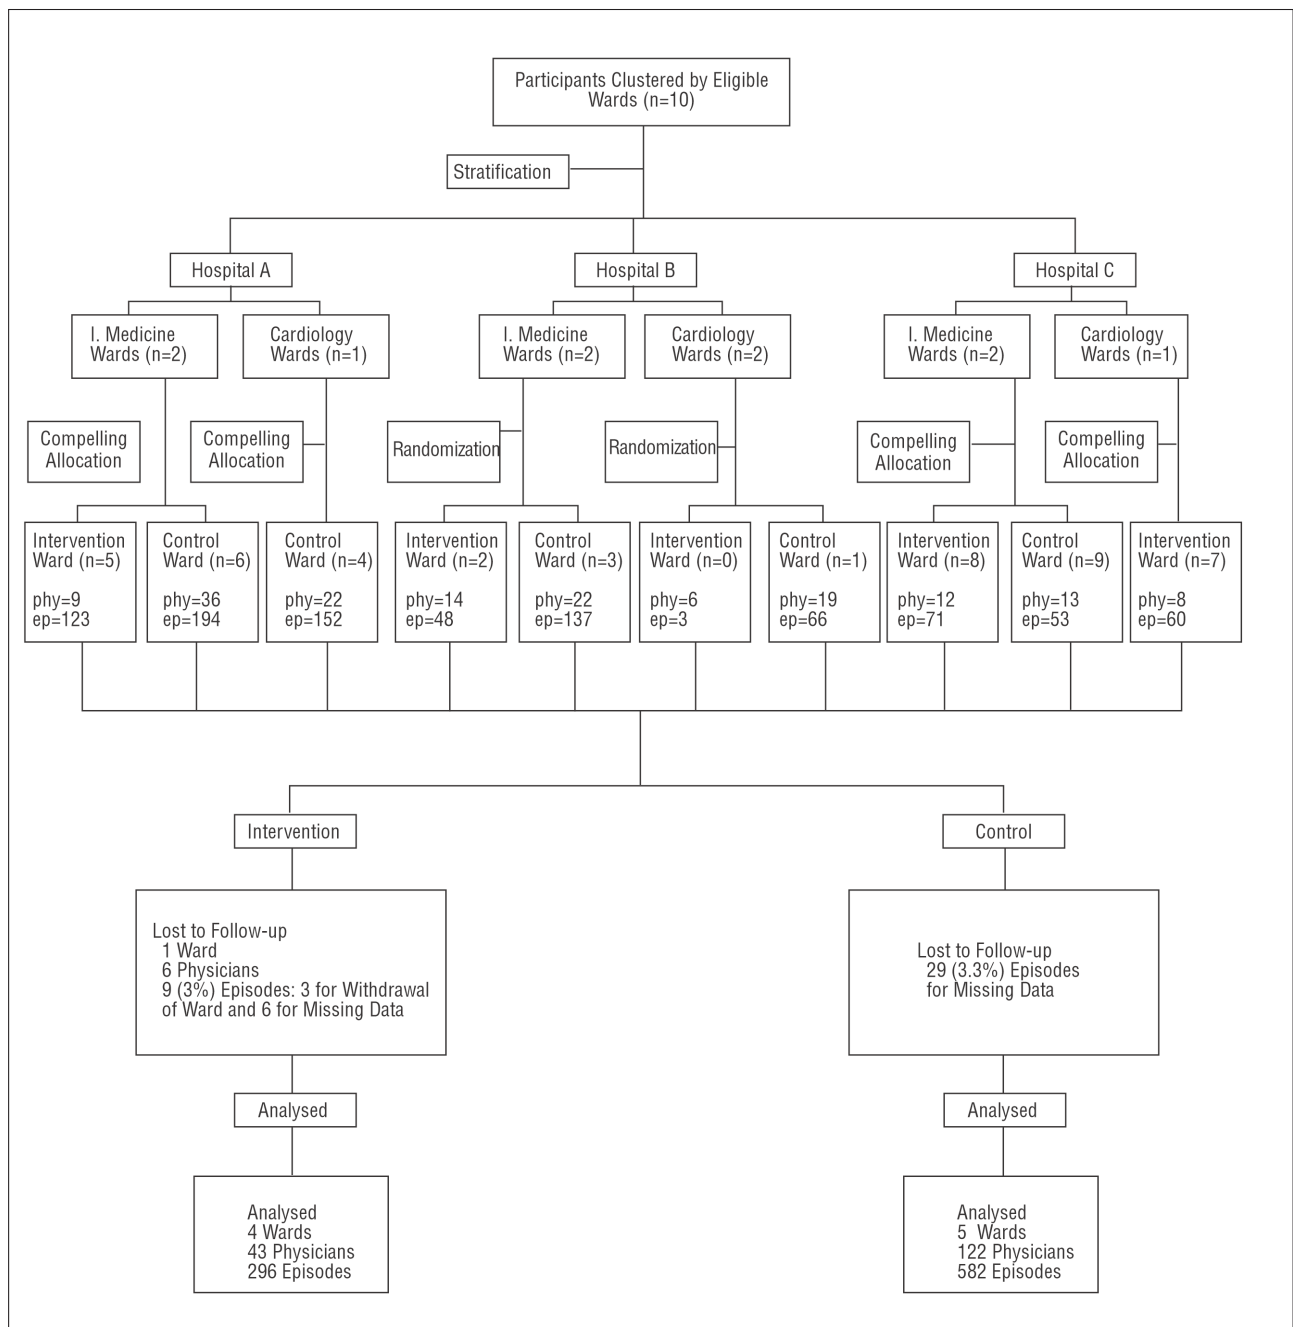 Participants Clustered by Eligible
Wards (n=10)
Stratification
Hospital A
Hospital B
Hospital C
I. Medicine
Wards (n=2)
Cardiology
Wards (n=1)
I. Medicine
Wards (n=2)
Cardiology
Wards (n=2)
I. Medicine
Wards (n=2)
Cardiology
Wards (n=1)
Compelling
Allocation
Compelling
Allocation
Randomization
Randomization
Compelling
Allocation
Compelling
Allocation
Intervention
Ward (n=5)
phy=9
ep=123
Control
Ward (n=6)
phy=36
ep=194
Control
Ward (n=4)
phy=22
ep=152
Intervention
Ward (n=2)
phy=14
ep=48
Control
Ward (n=3)
phy=22
ep=137
Intervention
Ward (n=0)
phy=6
ep=3
Control
Ward (n=1)
phy=19
ep=66
Intervention
Ward (n=8)
phy=12
ep=71
Control
Ward (n=9)
phy=13
ep=53
Intervention
Ward (n=7)
phy=8
ep=60
Intervention
Control
Lost to Follow-up
1 Ward
6 Physicians
9 (3%) Episodes: 3 for Withdrawal
of Ward and 6 for Missing Data
Lost to Follow-up
29 (3.3%) Episodes
for Missing Data
Analysed
Analysed
Analysed
4 Wards
43 Physicians
296 Episodes
Analysed
5 Wards
122 Physicians
582 Episodes